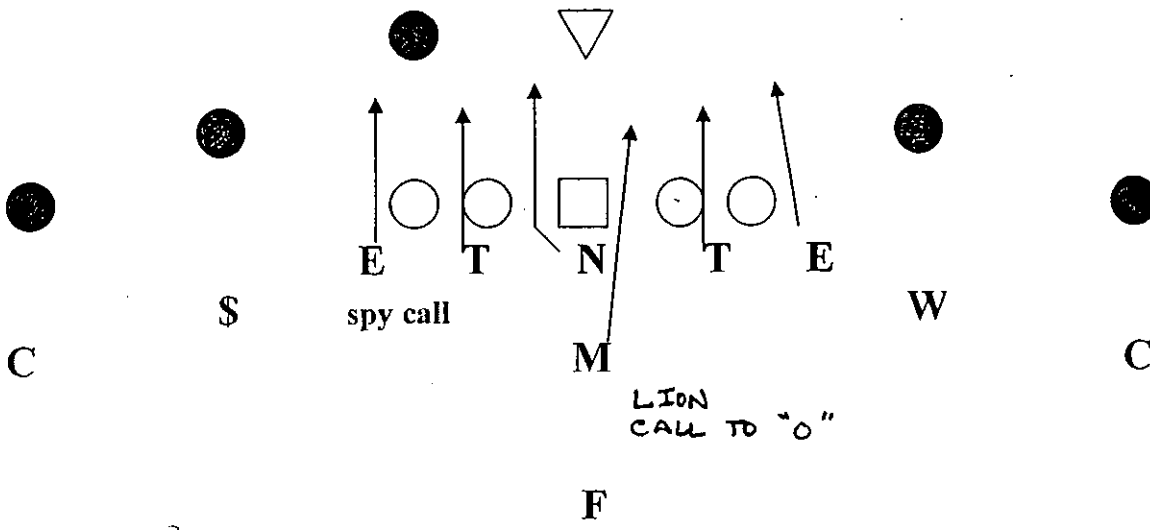 E T N T E
$ spy call W
C M C
LION
CALL TO "O"
F